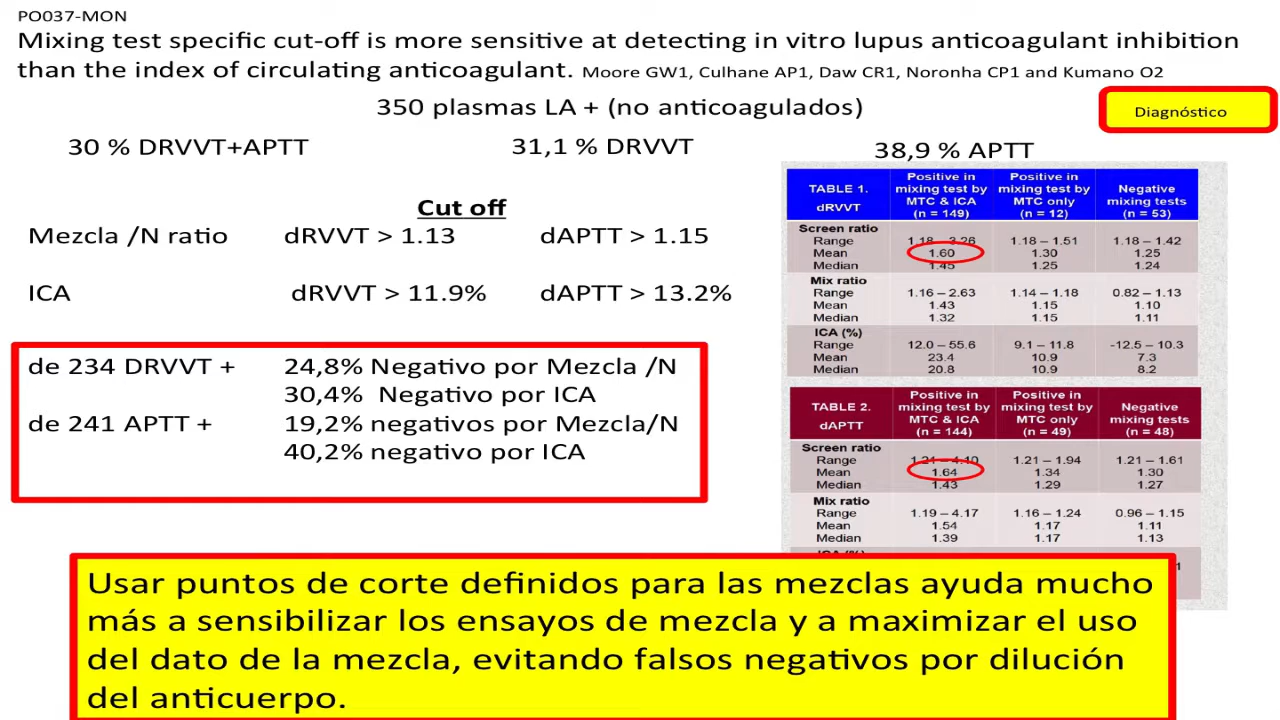 PO037-MON
Mixing test specific cut-off is more sensitive at detecting in vitro lupus anticoagulant inhibition
than the index of circulating anticoagulant. Moore GW1, Culhane AP1, Daw CR1, Noronha CP1 and Kumano O2
350 plasmas LA + (no anticoagulados)
Diagnóstico
30 % DRVVT+APTT
31,1 % DRVVT
38,9 % APTT
Cut off
Mezcla /N ratio dRVVT > 1.13 dAPTT > 1.15
ICA dRVVT > 11.9% dAPTT > 13.2%
de 234 DRVVT + 24,8% Negativo por Mezcla /N
30,4% Negativo por ICA
de 241 APTT + 19,2% negativos por Mezcla/N
40,2% negativo por ICA
TABLE 1. dRVVT
Positive in mixing test by MTC & ICA (n = 149)
Positive in mixing test by MTC only (n = 12)
Negative mixing tests (n = 53)
Screen ratio
Range 1.18 – 3.26 1.18 – 1.51 1.18 – 1.42
Mean 1.60 1.30 1.25
Median 1.45 1.25 1.24
Mix ratio
Range 1.16 – 2.63 1.14 – 1.18 0.82 – 1.13
Mean 1.43 1.15 1.10
Median 1.32 1.15 1.11
ICA (%)
Range 12.0 – 55.6 9.1 – 11.8 -12.5 – 10.3
Mean 23.4 10.9 7.3
Median 20.8 10.9 8.2
TABLE 2. dAPTT
Positive in mixing test by MTC & ICA (n = 144)
Positive in mixing test by MTC only (n = 49)
Negative mixing tests (n = 48)
Screen ratio
Range 1.21 – 4.10 1.21 – 1.94 1.21 – 1.61
Mean 1.64 1.34 1.30
Median 1.43 1.29 1.27
Mix ratio
Range 1.19 – 4.17 1.16 – 1.24 0.96 – 1.15
Mean 1.54 1.17 1.11
Median 1.39 1.17 1.13
Usar puntos de corte definidos para las mezclas ayuda mucho
más a sensibilizar los ensayos de mezcla y a maximizar el uso
del dato de la mezcla, evitando falsos negativos por dilución
del anticuerpo.